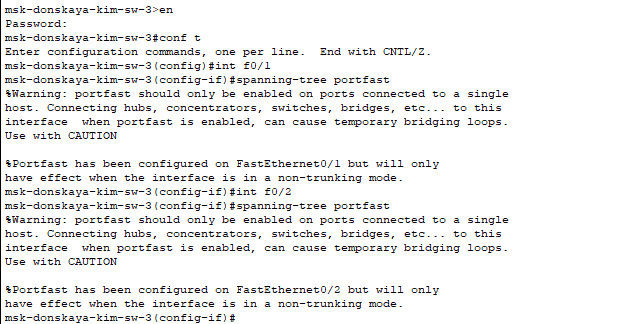 msk-donskaya-kim-sw-3>en
Password:
msk-donskaya-kim-sw-3#conf t
Enter configuration commands, one per line.  End with CNTL/Z.
msk-donskaya-kim-sw-3(config)#int f0/1
msk-donskaya-kim-sw-3(config-if)#spanning-tree portfast
%Warning: portfast should only be enabled on ports connected to a single
host. Connecting hubs, concentrators, switches, bridges, etc... to this
interface  when portfast is enabled, can cause temporary bridging loops.
Use with CAUTION

%Portfast has been configured on FastEthernet0/1 but will only
have effect when the interface is in a non-trunking mode.
msk-donskaya-kim-sw-3(config-if)#int f0/2
msk-donskaya-kim-sw-3(config-if)#spanning-tree portfast
%Warning: portfast should only be enabled on ports connected to a single
host. Connecting hubs, concentrators, switches, bridges, etc... to this
interface  when portfast is enabled, can cause temporary bridging loops.
Use with CAUTION

%Portfast has been configured on FastEthernet0/2 but will only
have effect when the interface is in a non-trunking mode.
msk-donskaya-kim-sw-3(config-if)#